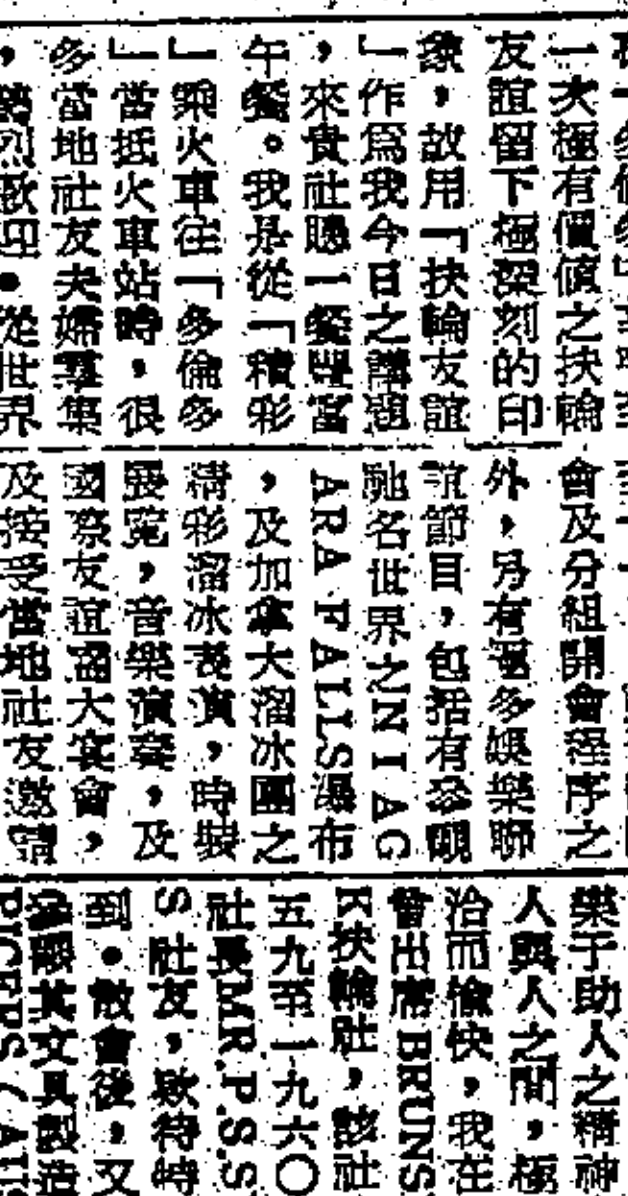 一次極有價值之扶輪
友誼留下極深刻的印
象，故用「扶輪友誼
」作爲我今日之講題
，來貴社聽一餐豐富
午餐。我是從「積彩
」乘火車往「多倫多
」當抵火車站時，很
多當地社友夫婦羣集
，熱烈歡迎．從世界
會及分組開會程序之
外，另有甚多娛樂聯
誼節目，包括有參觀
馳名世界之NIAG
ARA FALLS瀑布
，及加拿大溜冰團之
精彩溜冰表演，時裝
展覽，音樂演奏，及
國際友誼盛大宴會，
及接受當地社友邀請
樂于助人之精神
人與人之間，極
洽而愉快，我在
曾出席BRUNS
K扶輪社，該社
五九至一九六〇
社長MR.P.S.S
S社友，欵待時
到．散會後，又
參觀其文具製造